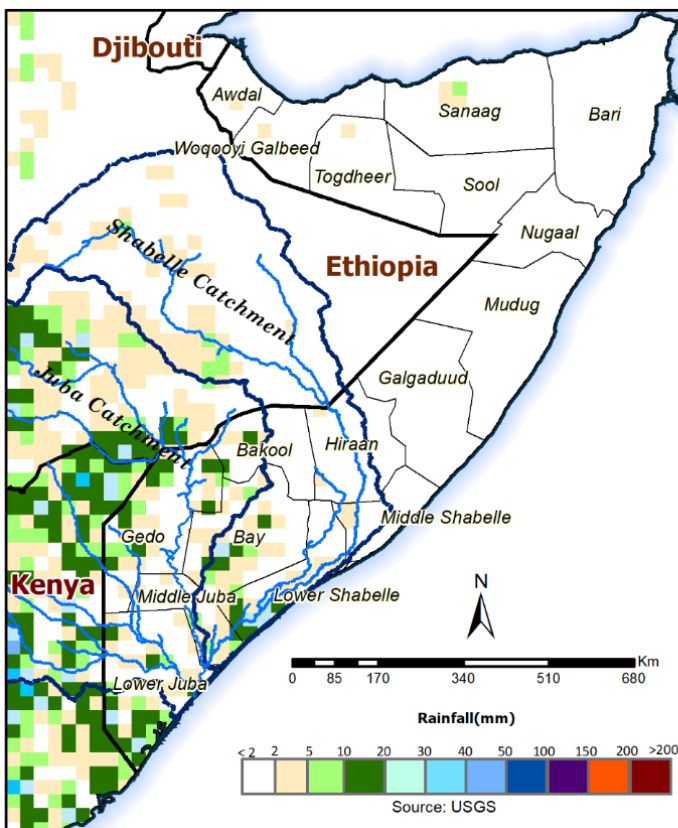 Djibouti
Awdal
Sanaag
Bari
Woqooyi Galbeed
Togdheer
Sool
Nugaal
Shabelle Catchment
Ethiopia
Mudug
Galgaduud
Juba Catchment
Bakool
Hiraan
Middle Shabelle
Gedo
Bay
Kenya
Middle Juba
Lower Shabelle
N
Lower Juba
Km
0 85 170 340 510 680
Rainfall(mm)
<2 2 5 10 20 30 40 50 100 150 200 >200
Source: USGS